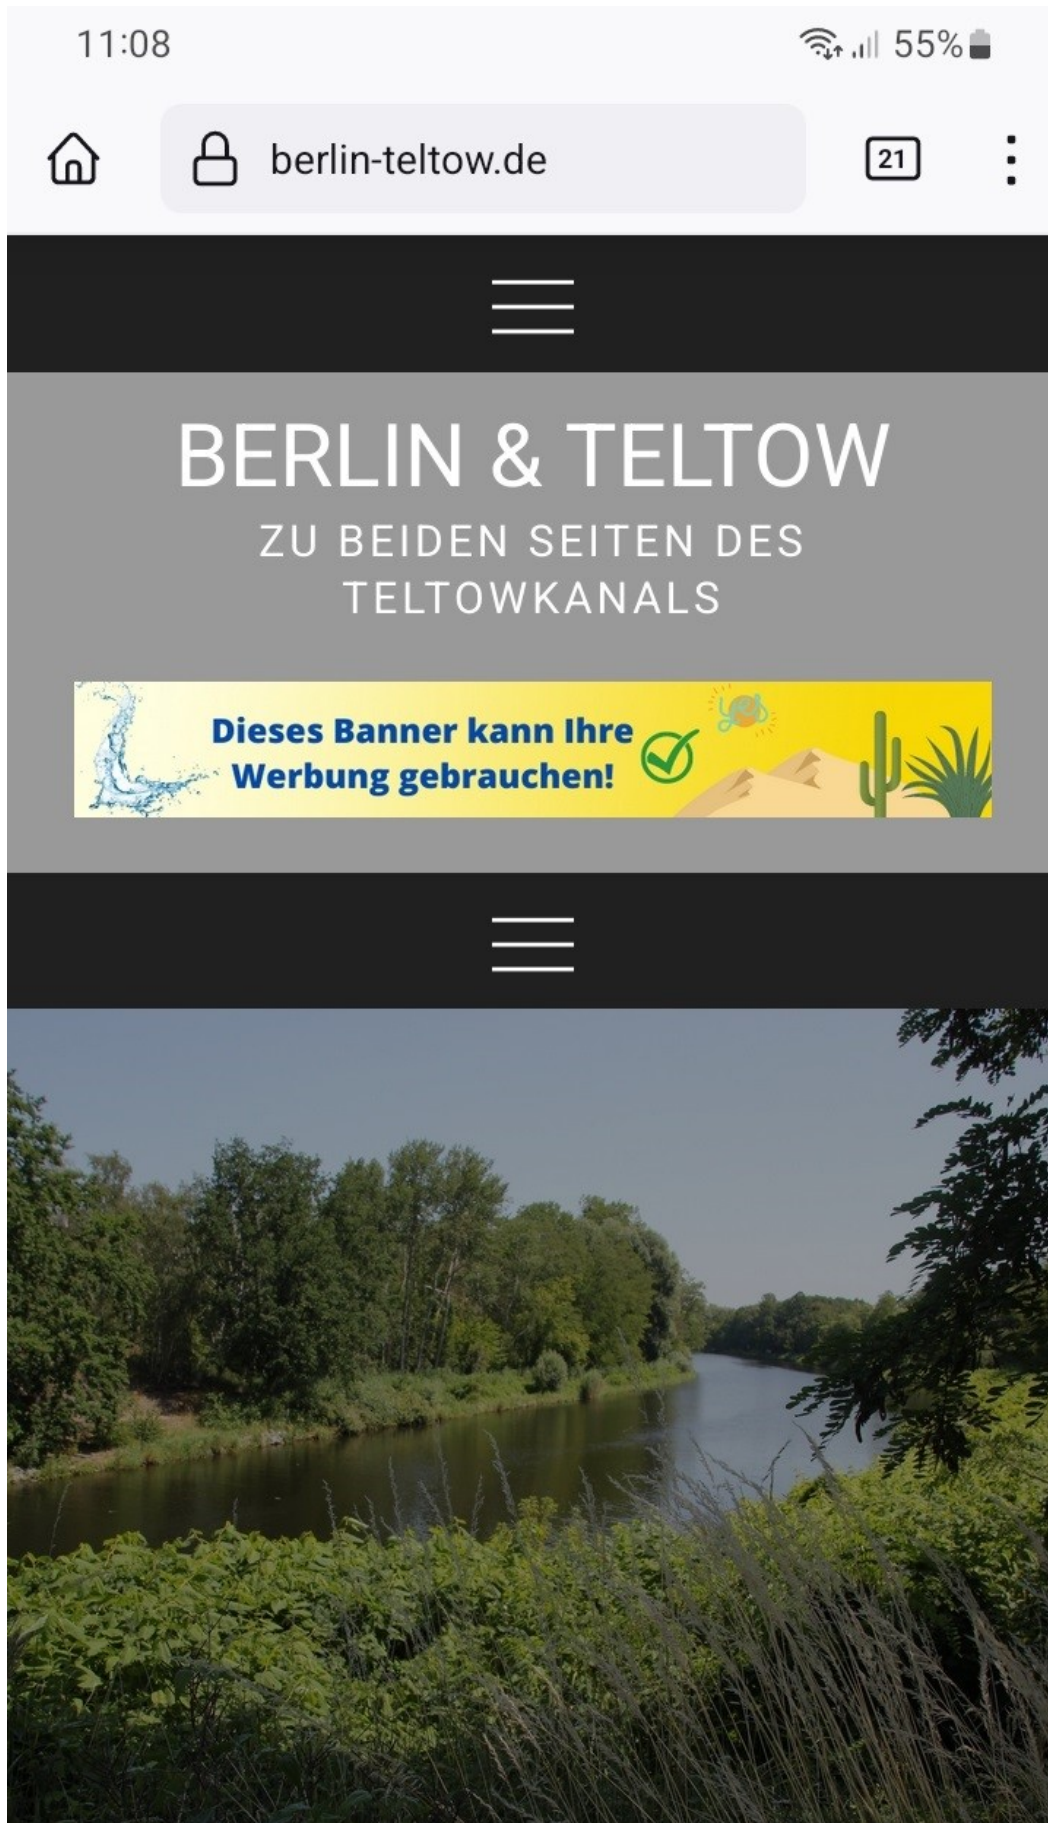 11:08
55%
berlin-teltow.de
21
BERLIN & TELTOW
ZU BEIDEN SEITEN DES
TELTOWKANALS
yes
Dieses Banner kann Ihre
Werbung gebrauchen!